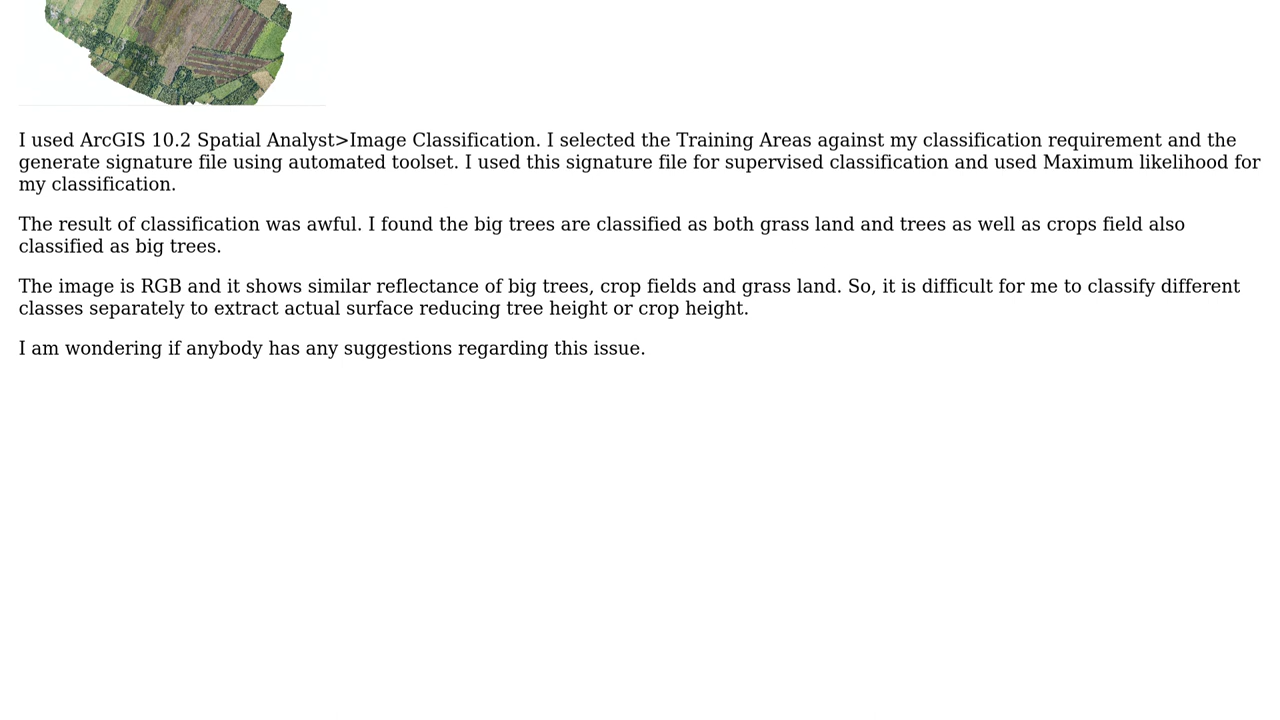 I used ArcGIS 10.2 Spatial Analyst>Image Classification. I selected the Training Areas against my classification requirement and the
generate signature file using automated toolset. I used this signature file for supervised classification and used Maximum likelihood for
my classification.
The result of classification was awful. I found the big trees are classified as both grass land and trees as well as crops field also
classified as big trees.
The image is RGB and it shows similar reflectance of big trees, crop fields and grass land. So, it is difficult for me to classify different
classes separately to extract actual surface reducing tree height or crop height.
I am wondering if anybody has any suggestions regarding this issue.